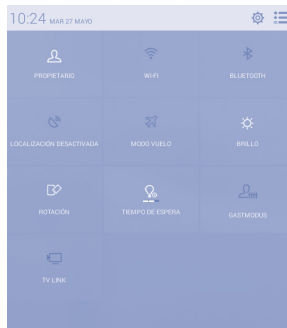 10:24 MAR 27 MAYO
PROPIETARIO
WI-FI
BLUETOOTH
LOCALIZACIÓN DESACTIVADA
MODO VUELO
BRILLO
ROTACIÓN
TIEMPO DE ESPERA
GASTMODUS
TV LINK